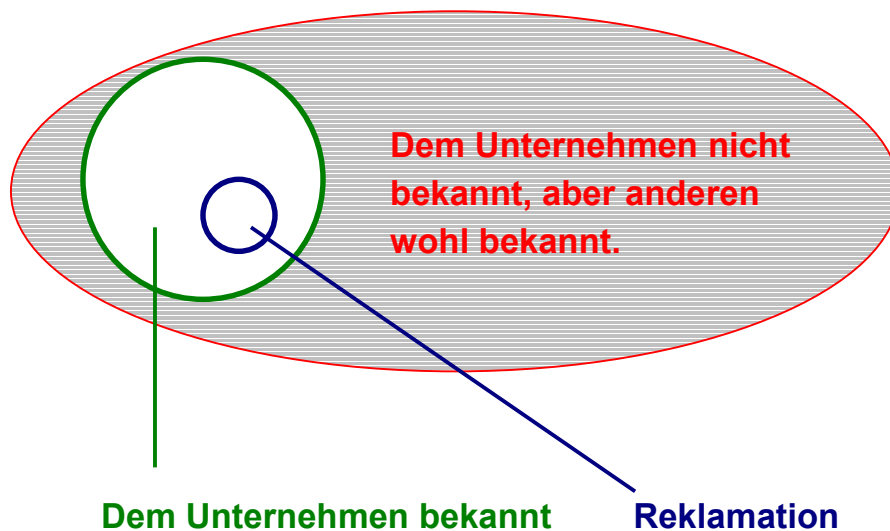 Dem Unternehmen nicht
bekannt, aber anderen
wohl bekannt.
Dem Unternehmen bekannt
Reklamation